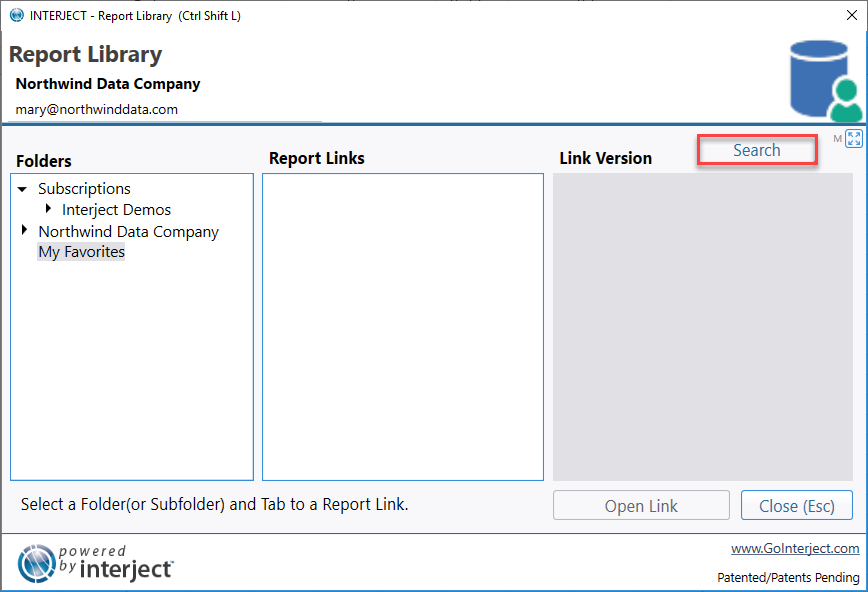 INTERJECT - Report Library (Ctrl Shift L)
Report Library
Northwind Data Company
mary@northwinddata.com
M
Search
Folders
Report Links
Link Version
Subscriptions
Interject Demos
Northwind Data Company
My Favorites
Select a Folder(or Subfolder) and Tab to a Report Link.
Open Link
Close (Esc)
powered
by interject™
www.GoInterject.com
Patented/Patents Pending